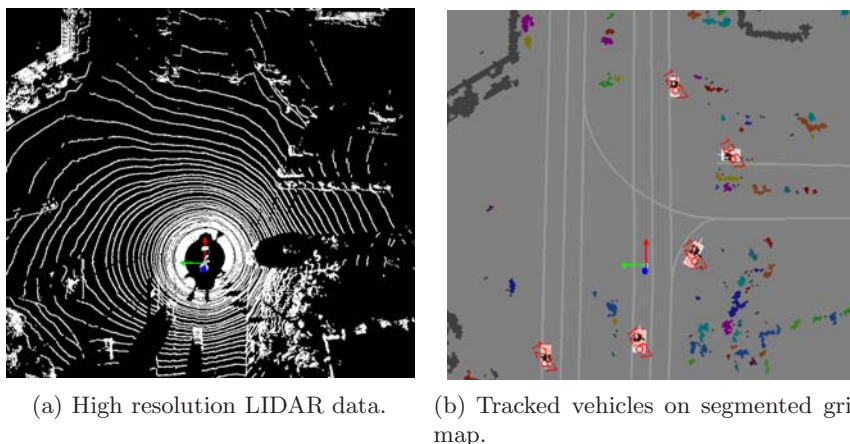 (a) High resolution LIDAR data.
(b) Tracked vehicles on segmented gri
map.